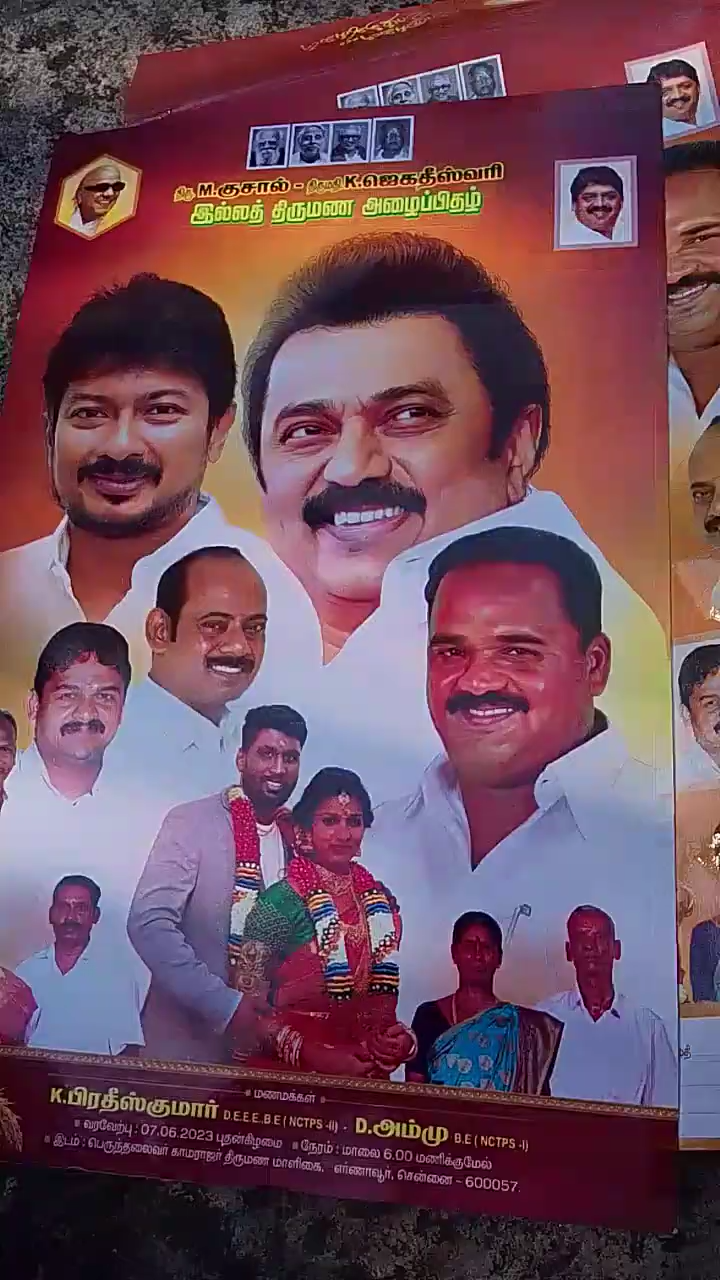 திரு M.குசால் - திருமதி K.ஜெகதீஸ்வரி
இல்லத் திருமண அழைப்பிதழ்
மணமக்கள்
K.பிரதீஸ்குமார் D.E.E.E.,B.E ( NCTPS -II) - D.அம்மு B.E ( NCTPS -I)
வரவேற்பு : 07.06.2023 புதன்கிழமை நேரம் : மாலை 6.00 மணிக்குமேல்
இடம் : பெருந்தலைவர் காமராஜர் திருமண மாளிகை, எர்ணாவூர், சென்னை - 600057.